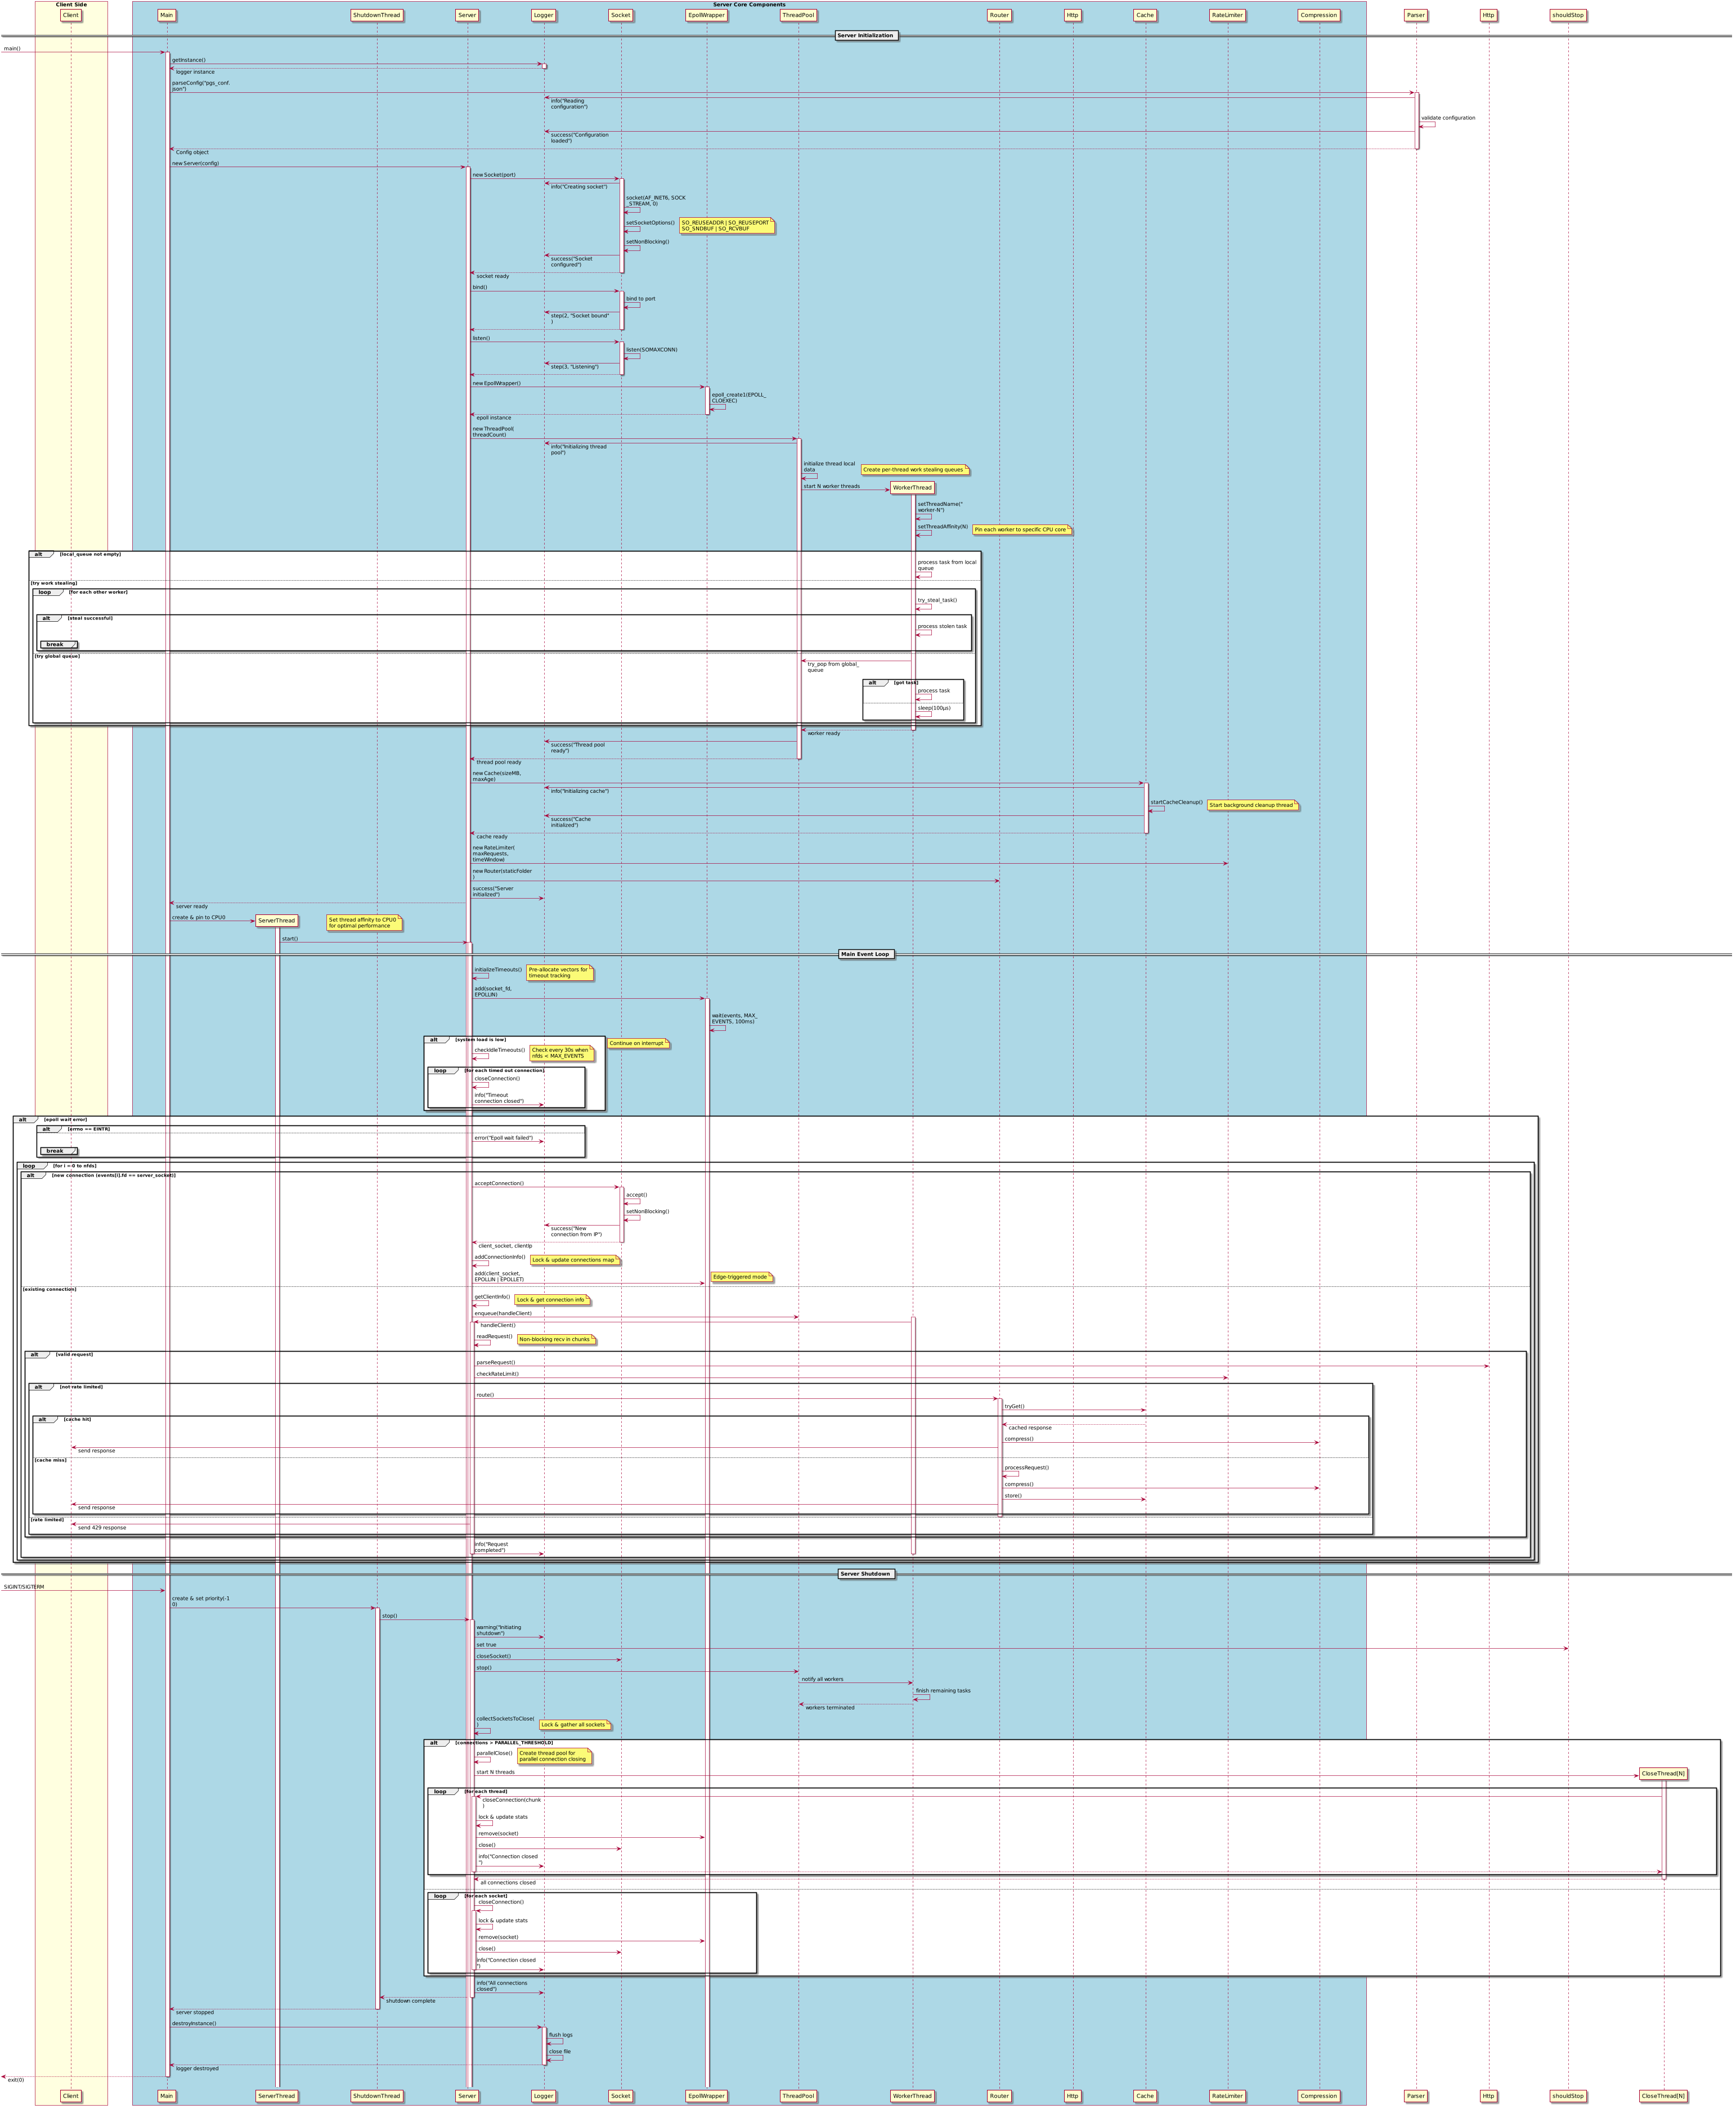 Client Side
Server Core Components
Client
Main
ShutdownThread
Server
Logger
Socket
EpollWrapper
ThreadPool
Router
Http
Cache
RateLimiter
Compression
Parser
Http
shouldStop
Server Initialization
main()
getInstance()
logger instance
parseConfig("pgs_conf.
json")
info("Reading
configuration")
validate configuration
success("Configuration
loaded")
Config object
new Server(config)
new Socket(port)
info("Creating socket")
socket(AF_INET6, SOCK
_STREAM, 0)
setSocketOptions()
SO_REUSEADDR | SO_REUSEPORT
SO_SNDBUF | SO_RCVBUF
setNonBlocking()
success("Socket
configured")
socket ready
bind()
bind to port
step(2, "Socket bound"
)
listen()
listen(SOMAXCONN)
step(3, "Listening")
new EpollWrapper()
epoll_create1(EPOLL_
CLOEXEC)
epoll instance
new ThreadPool(
threadCount)
info("Initializing thread
pool")
initialize thread local
data
Create per-thread work stealing queues
start N worker threads
WorkerThread
setThreadName("
worker-N")
setThreadAffinity(N)
Pin each worker to specific CPU core
alt [local_queue not empty]
process task from local
queue
[try work stealing]
loop [for each other worker]
try_steal_task()
alt [steal successful]
process stolen task
break
[try global queue]
try_pop from global_
queue
alt [got task]
process task
sleep(100μs)
worker ready
success("Thread pool
ready")
thread pool ready
new Cache(sizeMB,
maxAge)
info("Initializing cache")
startCacheCleanup()
Start background cleanup thread
success("Cache
initialized")
cache ready
new RateLimiter(
maxRequests,
timeWindow)
new Router(staticFolder
)
success("Server
initialized")
server ready
create & pin to CPU0
ServerThread
Set thread affinity to CPU0
for optimal performance
start()
Main Event Loop
initializeTimeouts()
Pre-allocate vectors for
timeout tracking
add(socket_fd,
EPOLLIN)
wait(events, MAX_
EVENTS, 100ms)
alt [system load is low]
Continue on interrupt
checkIdleTimeouts()
Check every 30s when
nfds < MAX_EVENTS
loop [for each timed out connection]
closeConnection()
info("Timeout
connection closed")
alt [epoll wait error]
alt [errno == EINTR]
error("Epoll wait failed")
break
loop [for i = 0 to nfds]
alt [new connection (events[i].fd == server_socket)]
acceptConnection()
accept()
setNonBlocking()
success("New
connection from IP")
client_socket, clientIp
addConnectionInfo()
Lock & update connections map
add(client_socket,
EPOLLIN | EPOLLET)
Edge-triggered mode
[existing connection]
getClientInfo()
Lock & get connection info
enqueue(handleClient)
handleClient()
readRequest()
Non-blocking recv in chunks
alt [valid request]
parseRequest()
checkRateLimit()
alt [not rate limited]
route()
tryGet()
alt [cache hit]
cached response
compress()
send response
[cache miss]
processRequest()
compress()
store()
send response
[rate limited]
send 429 response
info("Request
completed")
Server Shutdown
SIGINT/SIGTERM
create & set priority(-1
0)
stop()
warning("Initiating
shutdown")
set true
closeSocket()
stop()
notify all workers
finish remaining tasks
workers terminated
collectSocketsToClose(
)
Lock & gather all sockets
alt [connections > PARALLEL_THRESHOLD]
parallelClose()
Create thread pool for
parallel connection closing
start N threads
CloseThread[N]
loop [for each thread]
closeConnection(chunk
)
lock & update stats
remove(socket)
close()
info("Connection closed
")
all connections closed
loop [for each socket]
closeConnection()
lock & update stats
remove(socket)
close()
info("Connection closed
")
info("All connections
closed")
shutdown complete
server stopped
destroyInstance()
flush logs
close file
logger destroyed
exit(0)
Client
Main
ServerThread
ShutdownThread
Server
Logger
Socket
EpollWrapper
ThreadPool
WorkerThread
Router
Http
Cache
RateLimiter
Compression
Parser
Http
shouldStop
CloseThread[N]